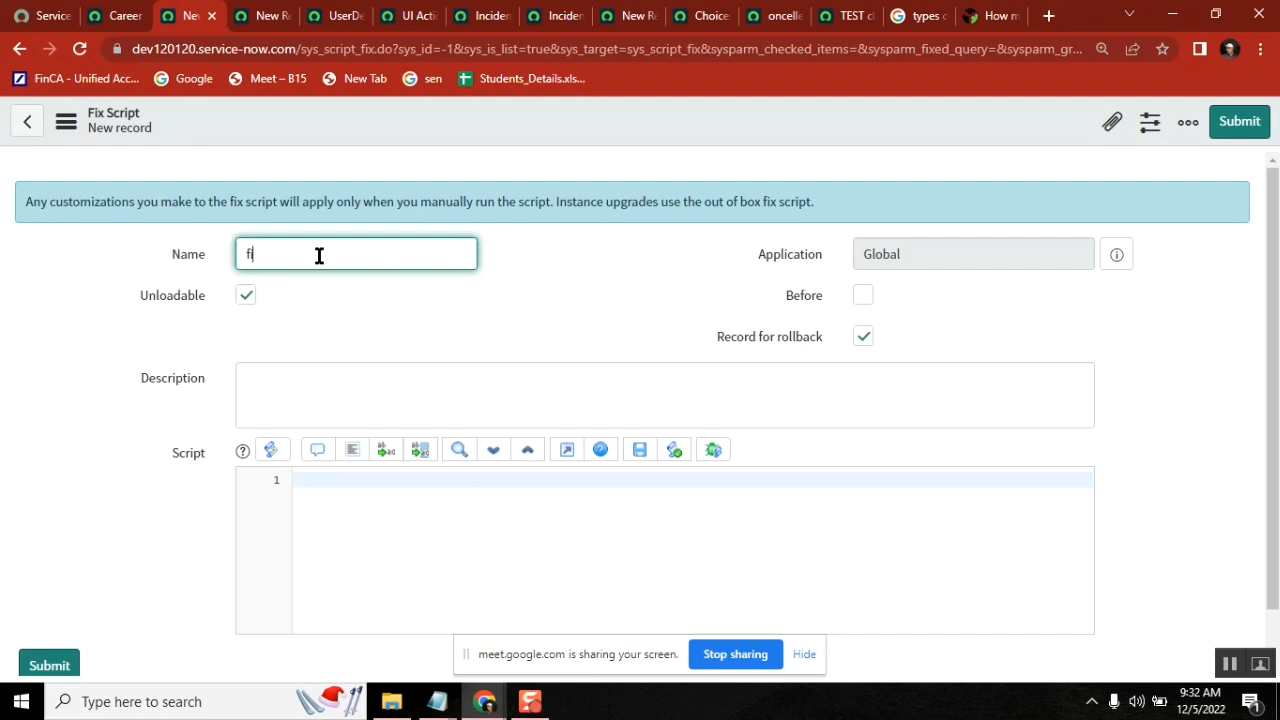 Service
Career
Nev
New Re
UserDe
UI Acti
Inciden
Inciden
New Re
Choice
oncelle
TEST cl
types c
How m
dev120120.service-now.com/sys_script_fix.do?sys_id=-1&sys_is_list=true&sys_target=sys_script_fix&sysparm_checked_items=&sysparm_fixed_query=&sysparm_gr...
FinCA - Unified Acc...
Google
Meet – B15
New Tab
sen
Students_Details.xls...
Fix Script
New record
Submit
Any customizations you make to the fix script will apply only when you manually run the script. Instance upgrades use the out of box fix script.
Name
fi
Application
Global
Unloadable
Before
Record for rollback
Description
Script
1
meet.google.com is sharing your screen.
Stop sharing
Hide
Submit
Type here to search
9:32 AM
12/5/2022
1